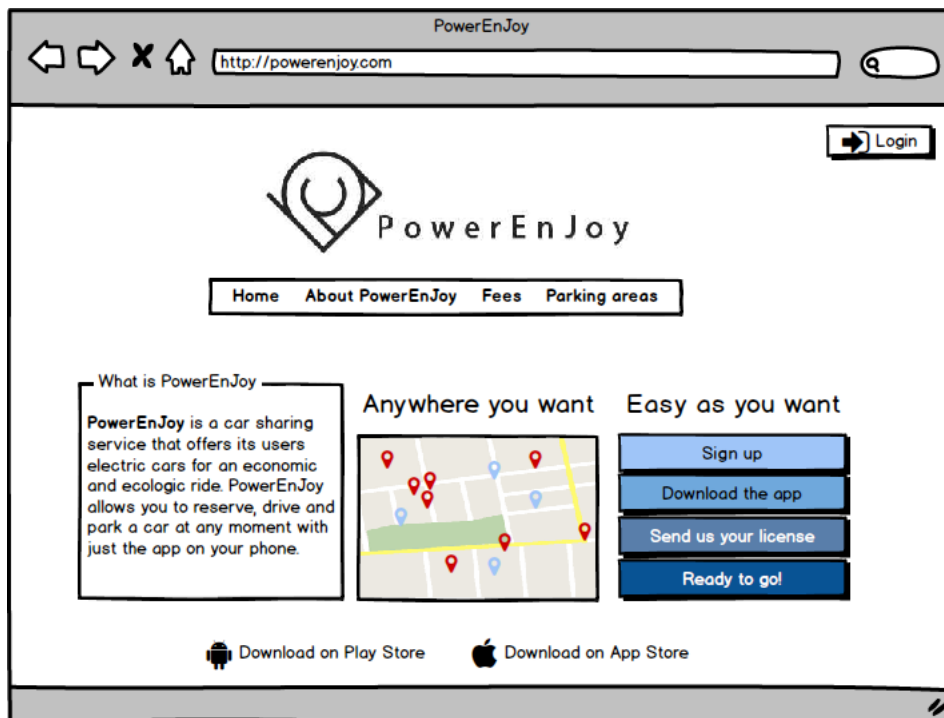 PowerEnJoy
http://powerenjoy.com
Login
PowerEnJoy
Home About PowerEnJoy Fees Parking areas
What is PowerEnJoy
PowerEnJoy is a car sharing
service that offers its users
electric cars for an economic
and ecologic ride. PowerEnJoy
allows you to reserve, drive and
park a car at any moment with
just the app on your phone.
Anywhere you want
Easy as you want
Sign up
Download the app
Send us your license
Ready to go!
Download on Play Store
Download on App Store